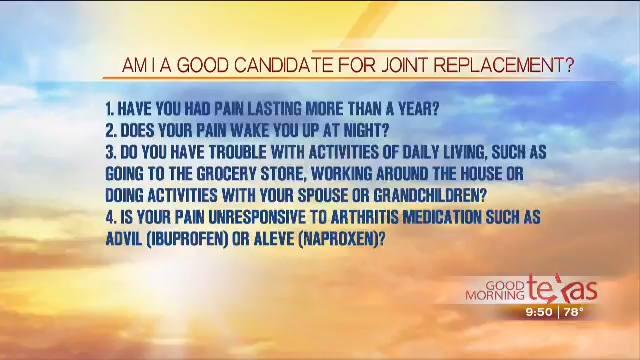 AM I A GOOD CANDIDATE FOR JOINT REPLACEMENT?
1. HAVE YOU HAD PAIN LASTING MORE THAN A YEAR?
2. DOES YOUR PAIN WAKE YOU UP AT NIGHT?
3. DO YOU HAVE TROUBLE WITH ACTIVITIES OF DAILY LIVING, SUCH AS
GOING TO THE GROCERY STORE, WORKING AROUND THE HOUSE OR
DOING ACTIVITIES WITH YOUR SPOUSE OR GRANDCHILDREN?
4. IS YOUR PAIN UNRESPONSIVE TO ARTHRITIS MEDICATION SUCH AS
ADVIL (IBUPROFEN) OR ALEVE (NAPROXEN)?
GOOD
MORNING texas
9:50 | 78°